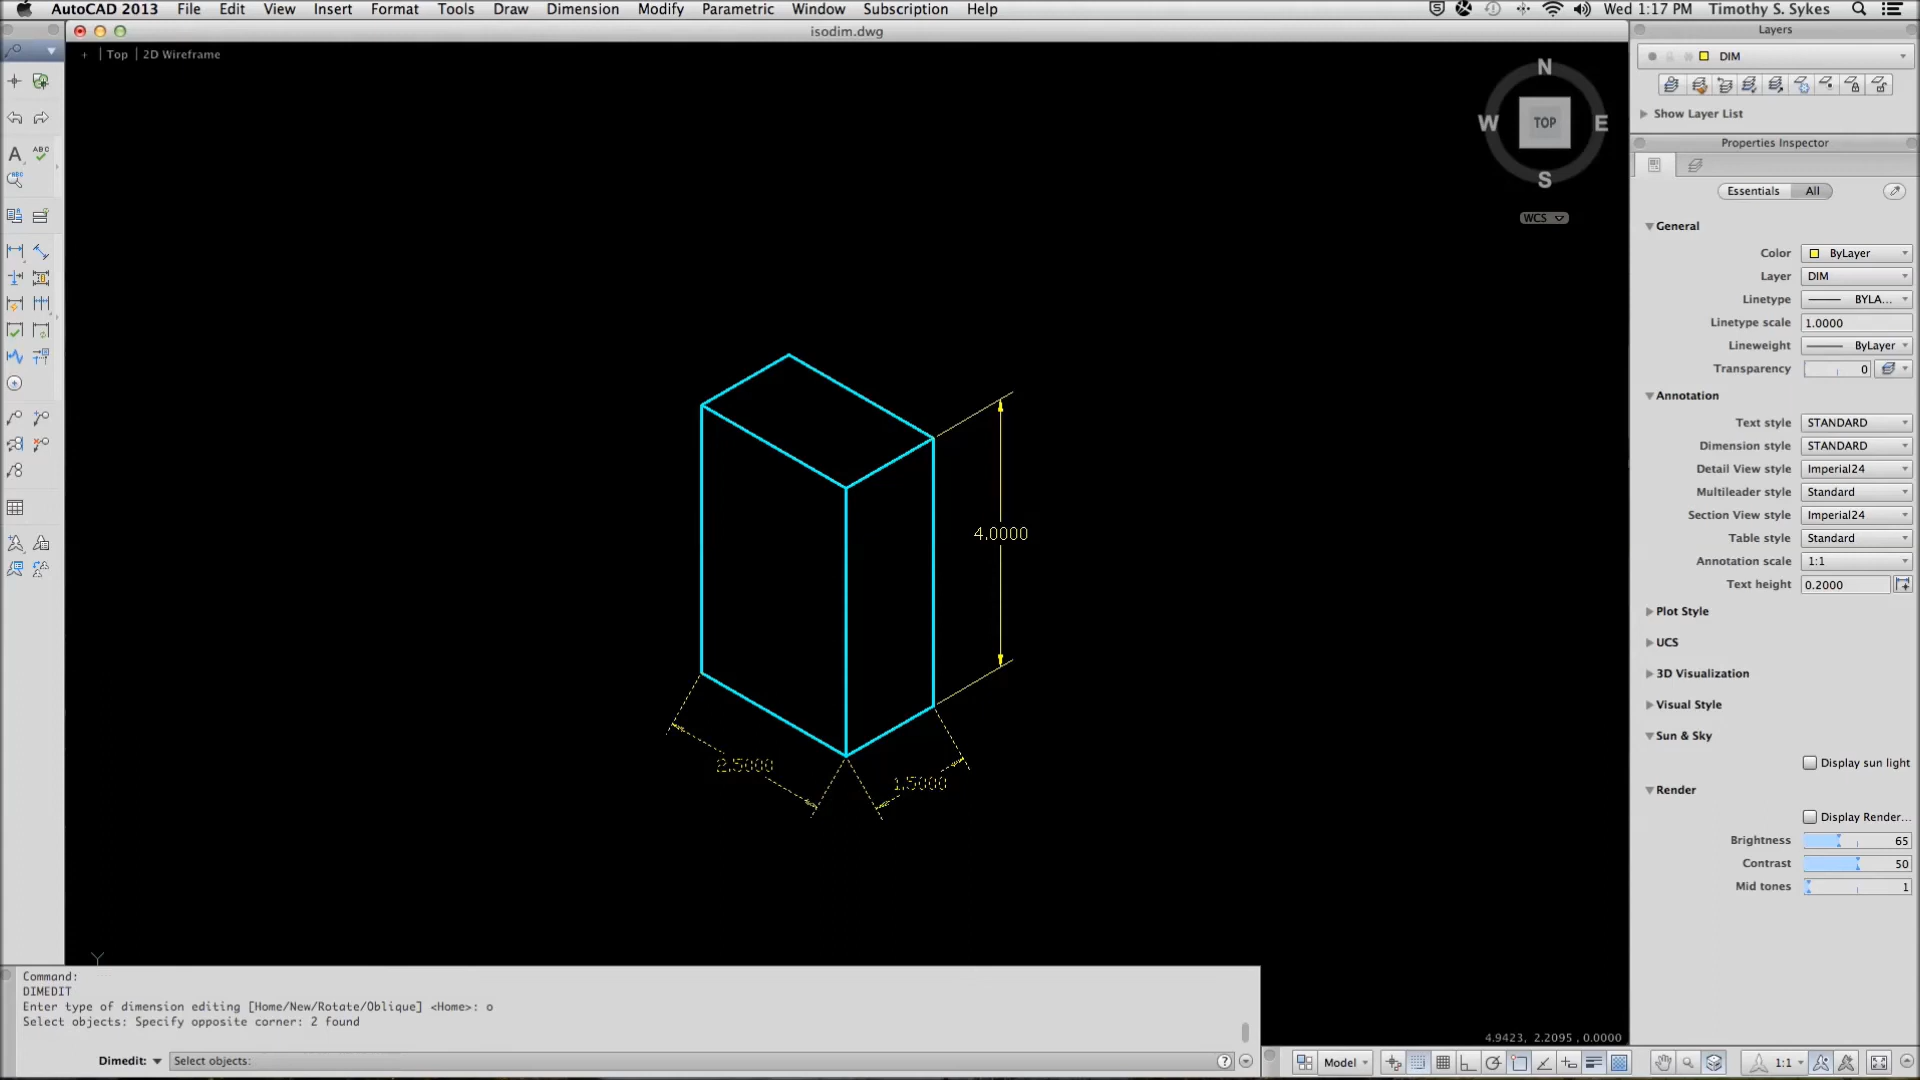 AutoCAD 2013 File Edit View Insert Format Tools Draw Dimension Modify Parametric Window Subscription Help Wed 1:17 PM Timothy S. Sykes
isodim.dwg
+ | Top | 2D Wireframe
N
W TOP E
S
WCS
4.0000
2.5000
1.5000
Y
Layers
DIM
Show Layer List
Properties Inspector
Essentials All
General
Color ByLayer
Layer DIM
Linetype BYLA...
Linetype scale 1.0000
Lineweight ByLayer
Transparency 0
Annotation
Text style STANDARD
Dimension style STANDARD
Detail View style Imperial24
Multileader style Standard
Section View style Imperial24
Table style Standard
Annotation scale 1:1
Text height 0.2000
Plot Style
UCS
3D Visualization
Visual Style
Sun & Sky
Display sun light
Render
Display Render...
Brightness 65
Contrast 50
Mid tones 1
Command:
DIMEDIT
Enter type of dimension editing [Home/New/Rotate/Oblique] <Home>: o
Select objects: Specify opposite corner: 2 found
Dimedit: Select objects:
4.9423, 2.2095 , 0.0000
Model 1:1